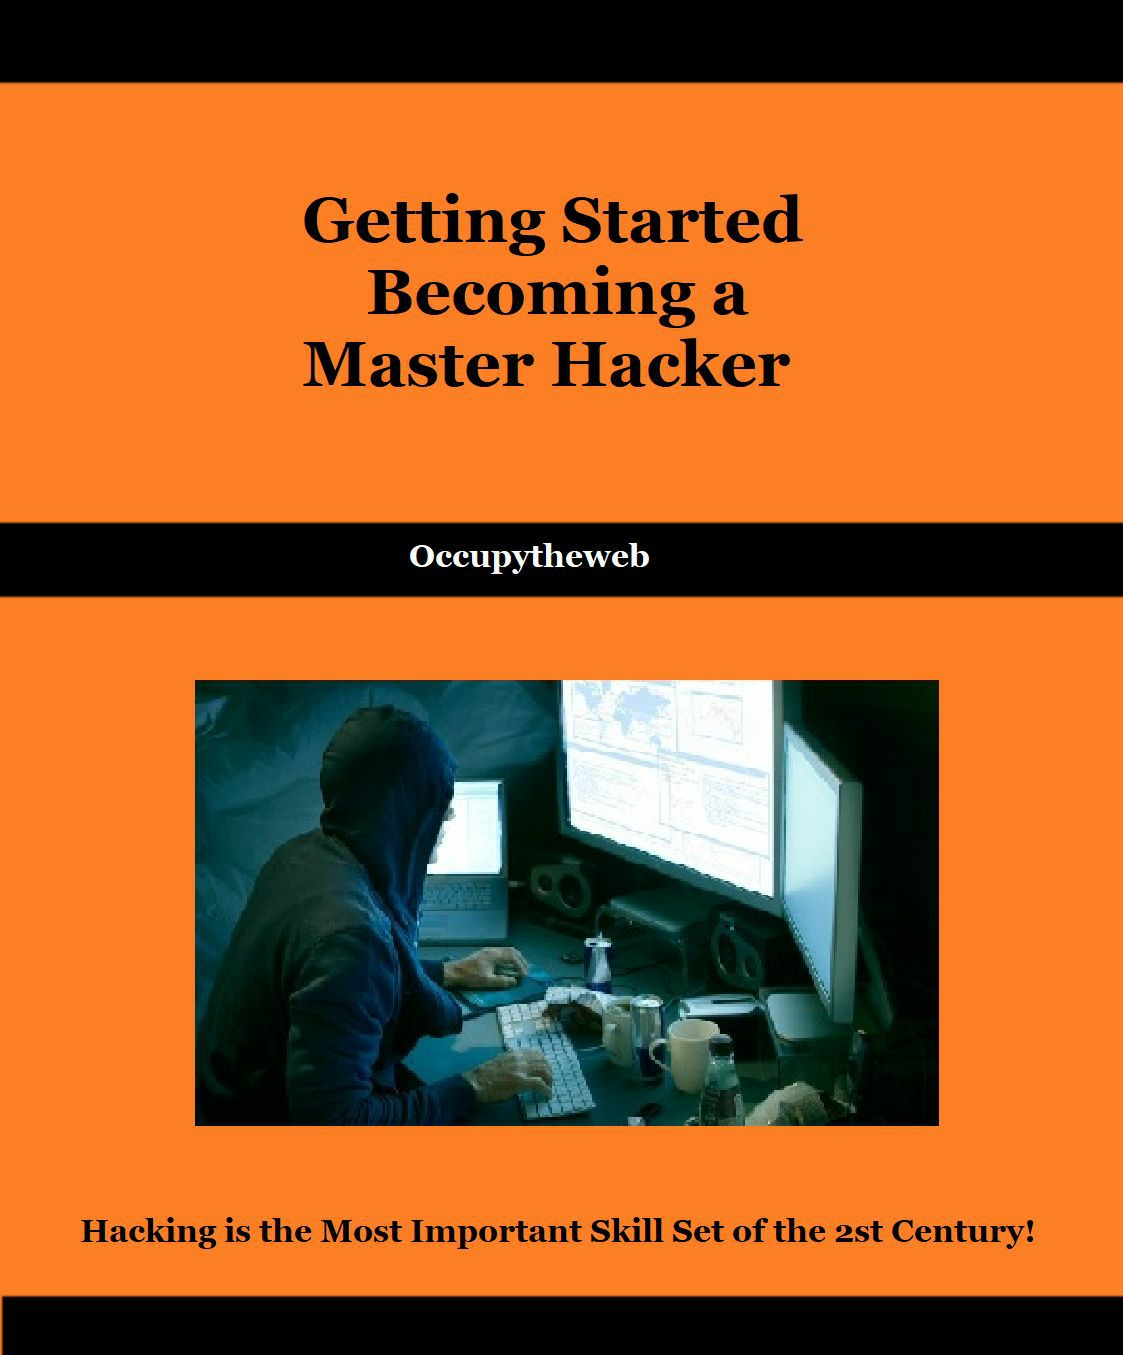 Getting Started
Becoming a
Master Hacker
Occupytheweb
Hacking is the Most Important Skill Set of the 2st Century!